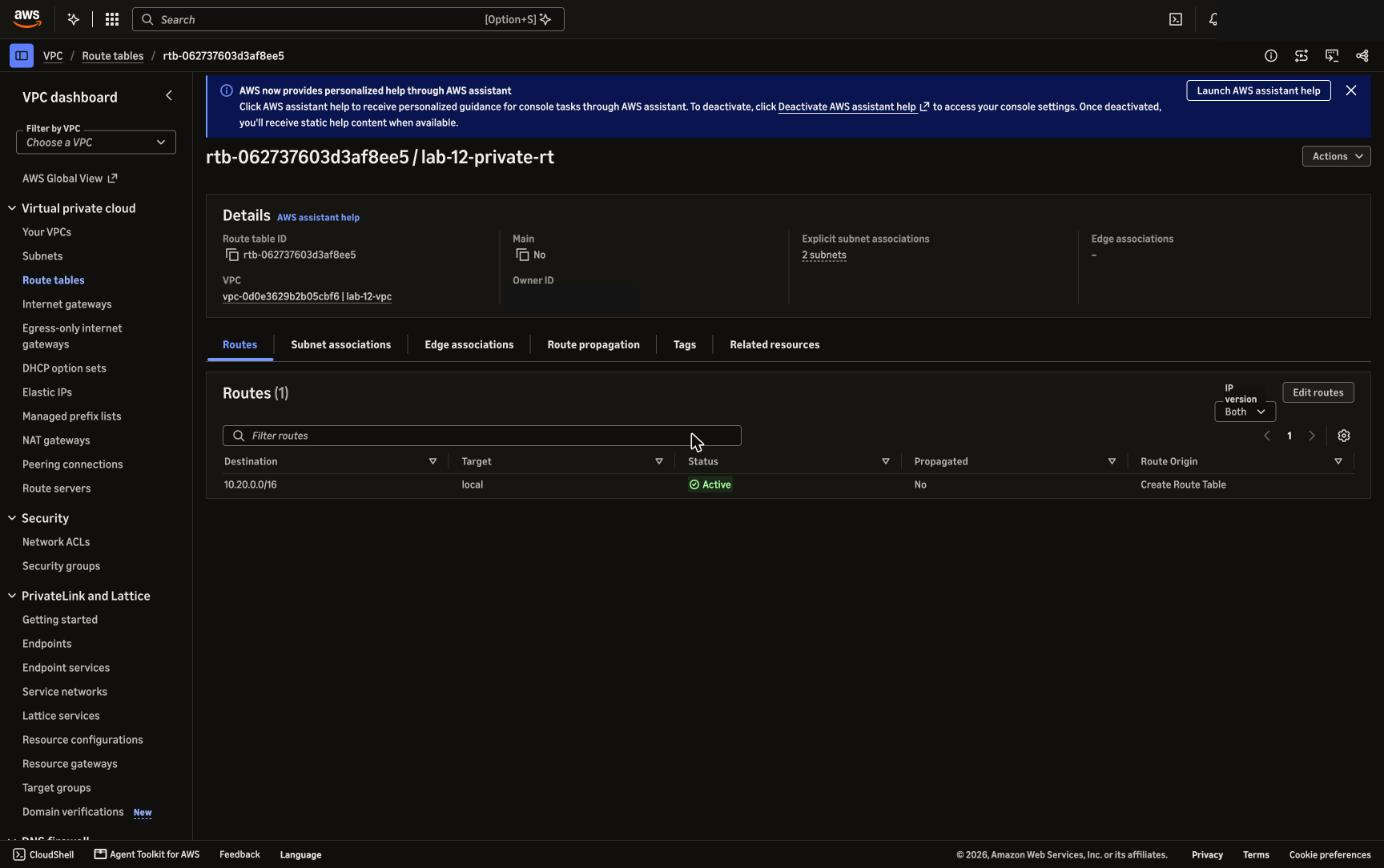 aws
Search [Option+S]
VPC / Route tables / rtb-062737603d3af8ee5
VPC dashboard
Filter by VPC
Choose a VPC
AWS Global View
Virtual private cloud
Your VPCs
Subnets
Route tables
Internet gateways
Egress-only internet
gateways
DHCP option sets
Elastic IPs
Managed prefix lists
NAT gateways
Peering connections
Route servers
Security
Network ACLs
Security groups
PrivateLink and Lattice
Getting started
Endpoints
Endpoint services
Service networks
Lattice services
Resource configurations
Resource gateways
Target groups
Domain verifications New
DNS firewall
AWS now provides personalized help through AWS assistant
Click AWS assistant help to receive personalized guidance for console tasks through AWS assistant. To deactivate, click Deactivate AWS assistant help to access your console settings. Once deactivated,
you'll receive static help content when available.
Launch AWS assistant help
rtb-062737603d3af8ee5 / lab-12-private-rt
Actions
Details AWS assistant help
Route table ID
rtb-062737603d3af8ee5
Main
No
Explicit subnet associations
2 subnets
Edge associations
–
VPC
vpc-0d0e3629b2b05cbf6 | lab-12-vpc
Owner ID
Routes Subnet associations Edge associations Route propagation Tags Related resources
Routes (1)
IP
version
Both
Edit routes
Filter routes
1
Destination Target Status Propagated Route Origin
10.20.0.0/16 local Active No Create Route Table
CloudShell Agent Toolkit for AWS Feedback Language © 2026, Amazon Web Services, Inc. or its affiliates. Privacy Terms Cookie preferences